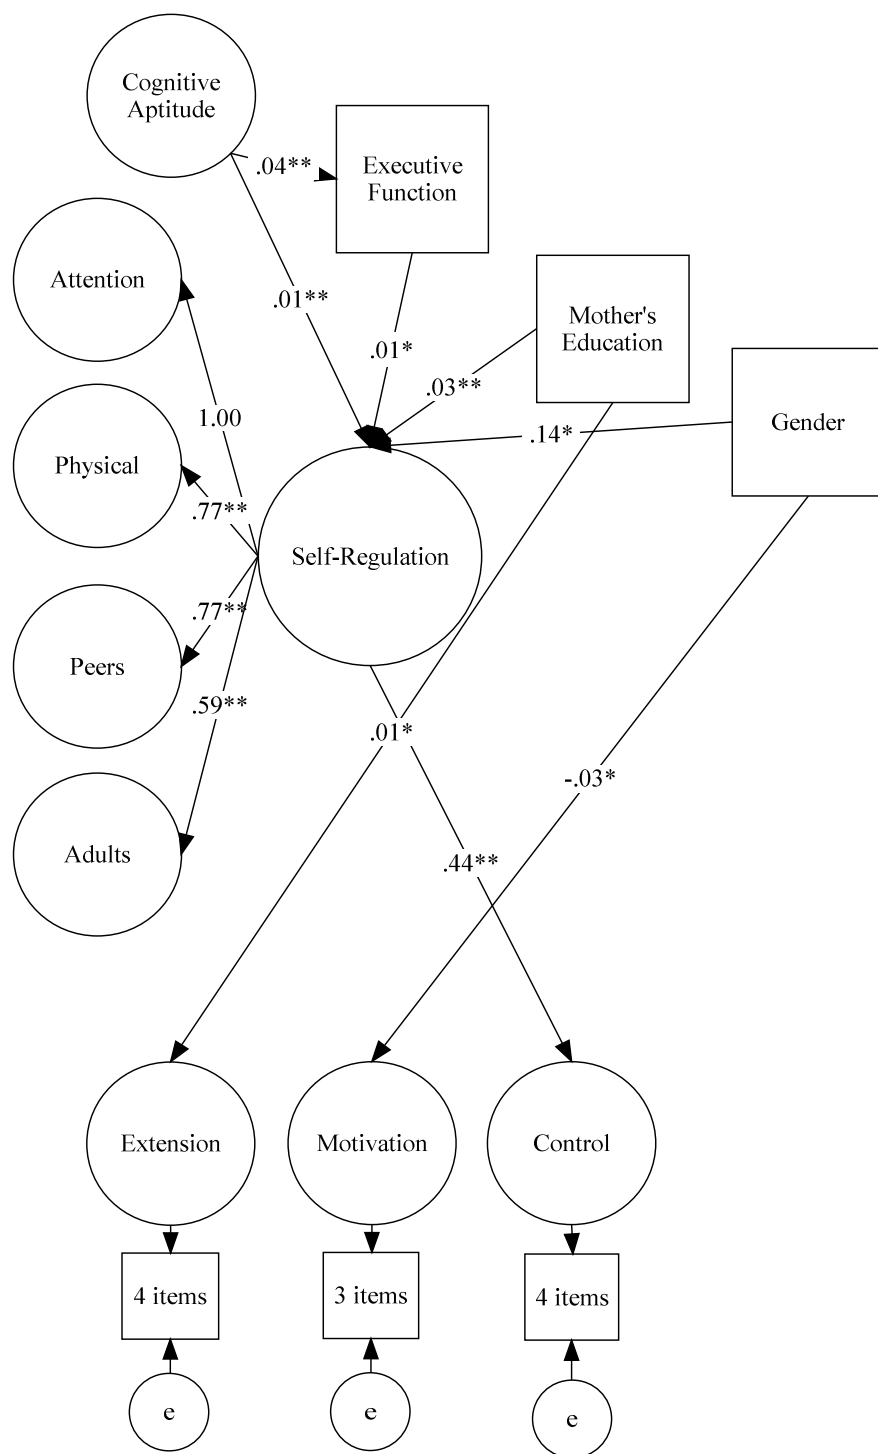 Cognitive
Aptitude
.04**
Executive
Function
Attention
.01**
.01*
Mother's
Education
.03**
Gender
.14*
1.00
Physical
.77**
Self-Regulation
.77**
Peers
.59**
.01*
-.03*
Adults
.44**
Extension
Motivation
Control
4 items
3 items
4 items
e
e
e